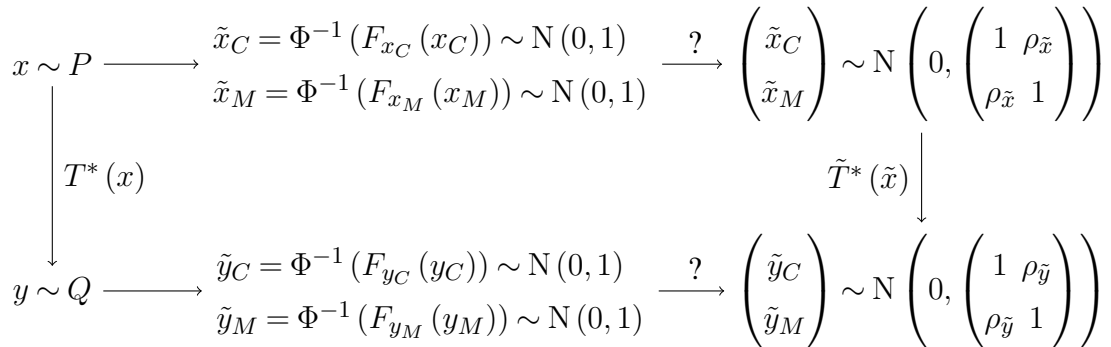 x ∼ P ⟶ x̃_C = Φ⁻¹ (F_{x_C} (x_C)) ∼ N (0, 1)
x̃_M = Φ⁻¹ (F_{x_M} (x_M)) ∼ N (0, 1)
? ⟶ (x̃_C x̃_M) ∼ N (0, (1 ρ_x̃ ρ_x̃ 1))
T* (x)
T̃* (x̃)
y ∼ Q ⟶ ỹ_C = Φ⁻¹ (F_{y_C} (y_C)) ∼ N (0, 1)
ỹ_M = Φ⁻¹ (F_{y_M} (y_M)) ∼ N (0, 1)
? ⟶ (ỹ_C ỹ_M) ∼ N (0, (1 ρ_ỹ ρ_ỹ 1))